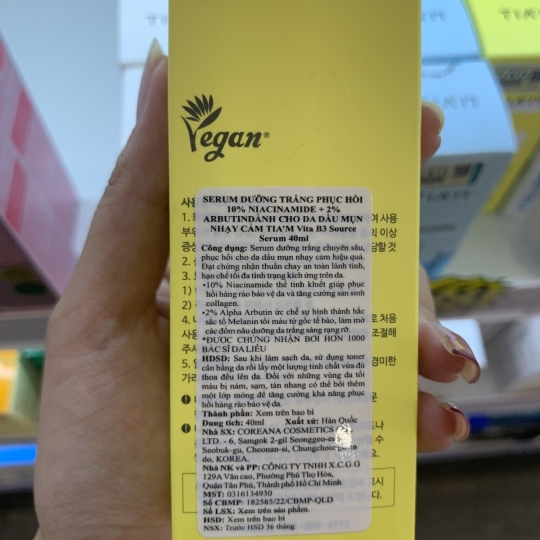 Vegan®
SERUM DƯỠNG TRẮNG PHỤC HỒI
10% NIACINAMIDE + 2%
ARBUTINDÀNH CHO DA DẦU MỤN
NHẠY CẢM TIA'M Vita B3 Source
Serum 40ml
Công dụng: Serum dưỡng trắng chuyên sâu,
phục hồi cho da dầu mụn nhạy cảm hiệu quả.
Đạt chứng nhận thuần chay an toàn lành tính,
hạn chế tối đa tình trạng kích ứng trên da.
•10% Niacinamide thế tinh khiết giúp phục
hồi hàng rào bảo vệ da và tăng cường sản sinh
collagen.
•2% Alpha Arbutin ức chế sự hình thành hắc
sắc tố Melanin tối màu từ gốc tế bào, làm mờ
các đốm nâu dưỡng da trắng sáng rạng rỡ.
*ĐƯỢC CHỨNG NHẬN BỞI HƠN 1000
BÁC SĨ DA LIỄU
HDSD: Sau khi làm sạch da, sử dụng toner
cân bằng da rồi lấy một lượng tinh chất vừa đủ
thoa đều lên da. Đối với những vùng da tối
màu bị nám, sạm, tàn nhang có thể bôi thêm
một lớp mỏng để tăng cường khả năng phục
hồi hàng rào bảo vệ da.
Thành phần: Xem trên bao bì
Dung tích: 40ml Xuất xứ: Hàn Quốc
Nhà SX: COREANA COSMETICS
LTD. - 6, Samgok 2-gil
Seobuk-gu, Cheonan-si,
do, KOREA.
Nhà NK và PP: CÔNG TY TNHH X.C.G.G
129A Văn cao, Phường Phú Thọ Hòa,
Quận Tân Phú, Thành phố Hồ Chí Minh
MST: 0316134930
Số CBMP: 182585/22/CBMP-QLD
Số LSX: Xem trên sản phẩm.
HSD: Xem trên bao bì
NSX: Trước HSD 36 tháng